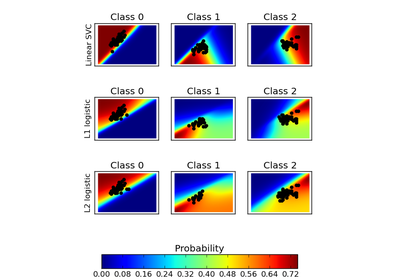 Class 0 Class 1 Class 2
Linear SVC
Class 0 Class 1 Class 2
L1 logistic
Class 0 Class 1 Class 2
L2 logistic
Probability
0.00 0.08 0.16 0.24 0.32 0.40 0.48 0.56 0.64 0.72